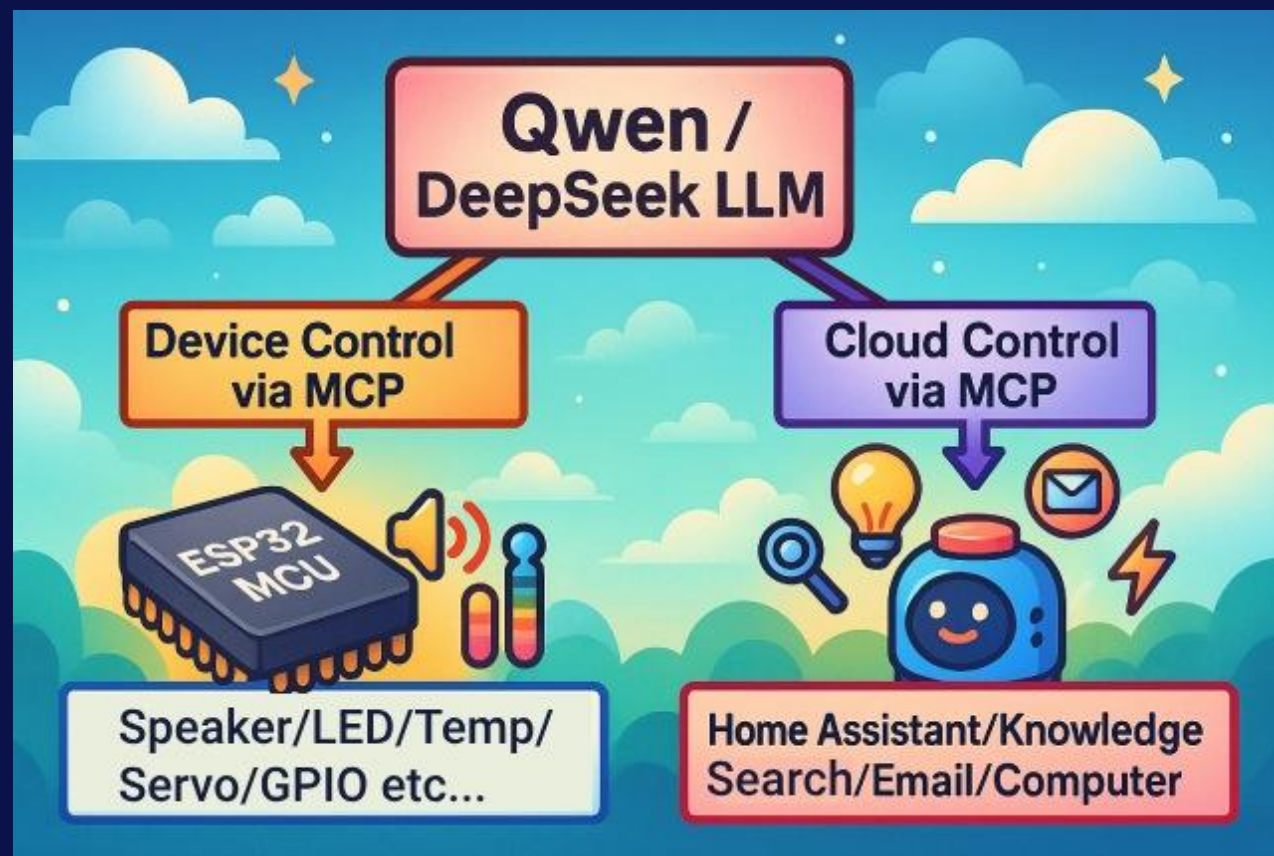 Qwen /
DeepSeek LLM
Device Control
via MCP
Cloud Control
via MCP
ESP32
MCU
Speaker/LED/Temp/
Servo/GPIO etc...
Home Assistant/Knowledge
Search/Email/Computer